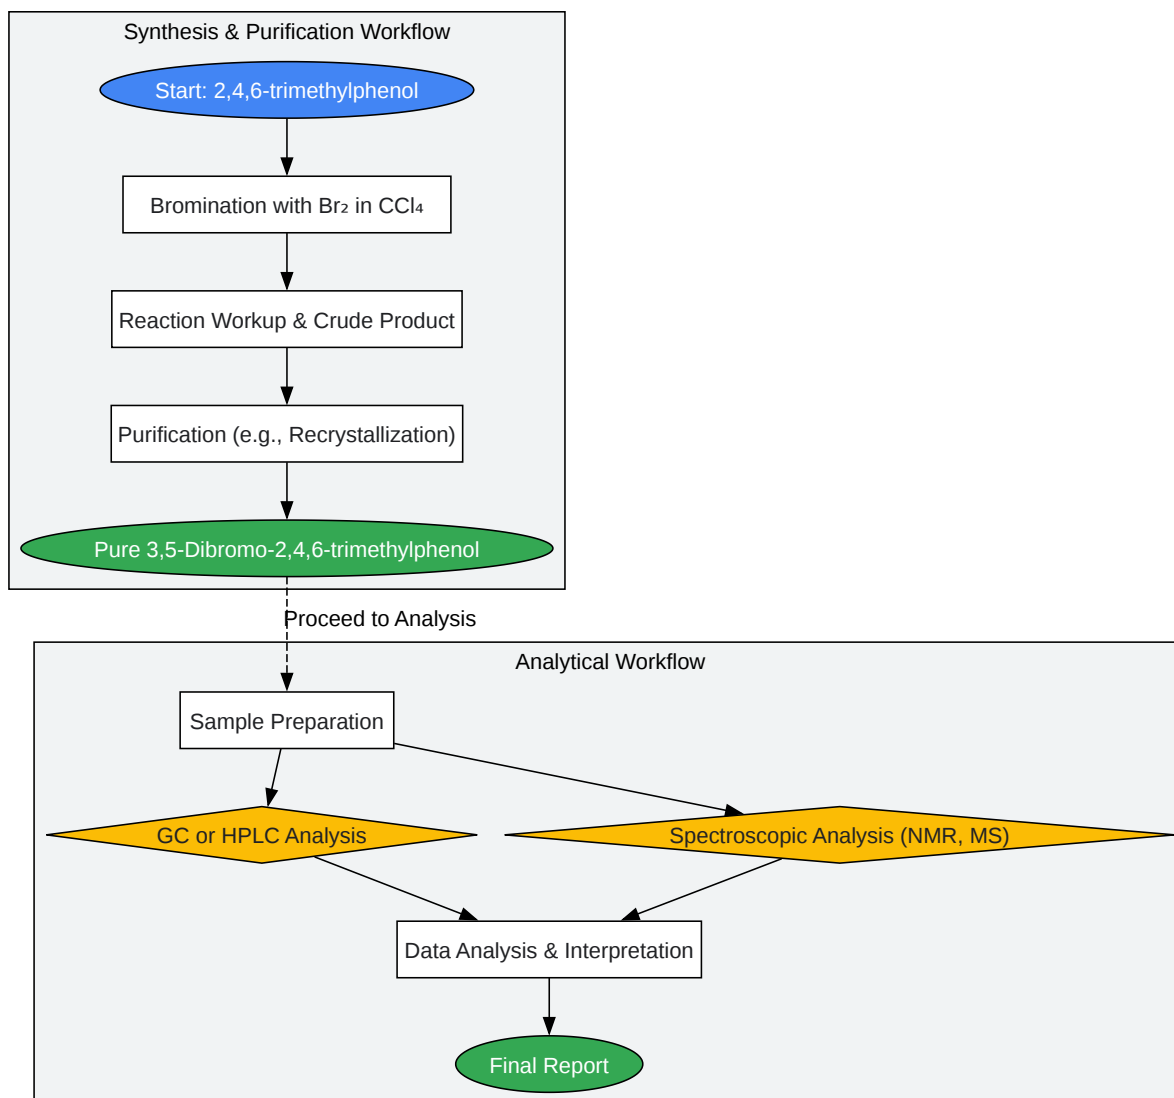 Synthesis & Purification Workflow
Start: 2,4,6-trimethylphenol
Bromination with Br₂ in CCl₄
Reaction Workup & Crude Product
Purification (e.g., Recrystallization)
Pure 3,5-Dibromo-2,4,6-trimethylphenol
Proceed to Analysis
Analytical Workflow
Sample Preparation
GC or HPLC Analysis
Spectroscopic Analysis (NMR, MS)
Data Analysis & Interpretation
Final Report